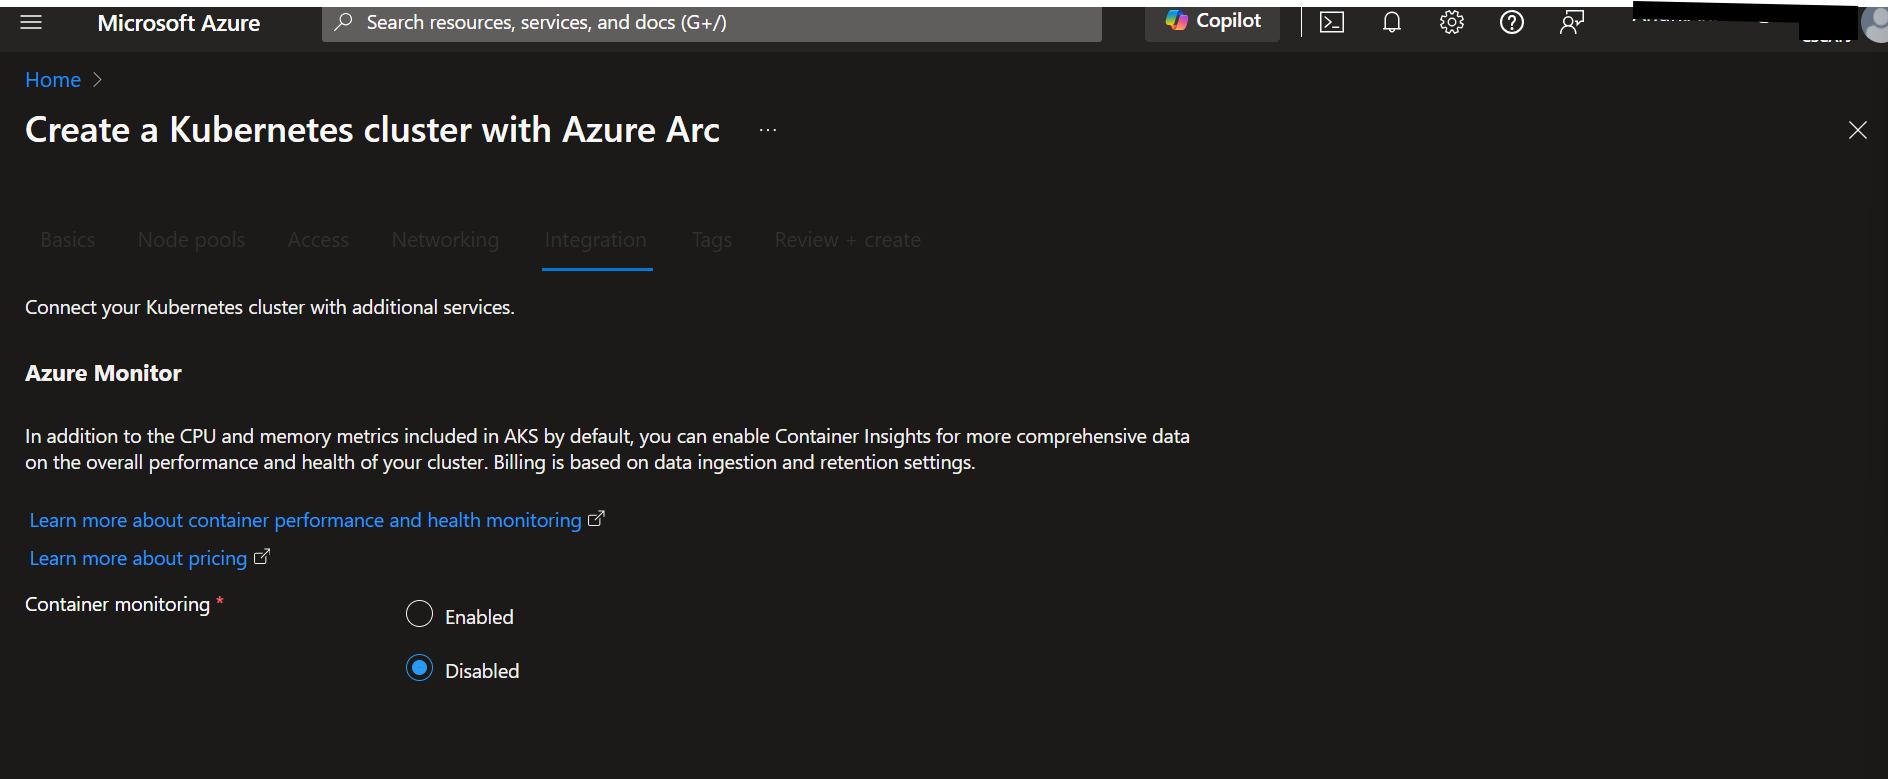 Microsoft Azure
Search resources, services, and docs (G+/)
Copilot
Home
Create a Kubernetes cluster with Azure Arc
Basics Node pools Access Networking Integration Tags Review + create
Connect your Kubernetes cluster with additional services.
Azure Monitor
In addition to the CPU and memory metrics included in AKS by default, you can enable Container Insights for more comprehensive data
on the overall performance and health of your cluster. Billing is based on data ingestion and retention settings.
Learn more about container performance and health monitoring
Learn more about pricing
Container monitoring *
Enabled
Disabled